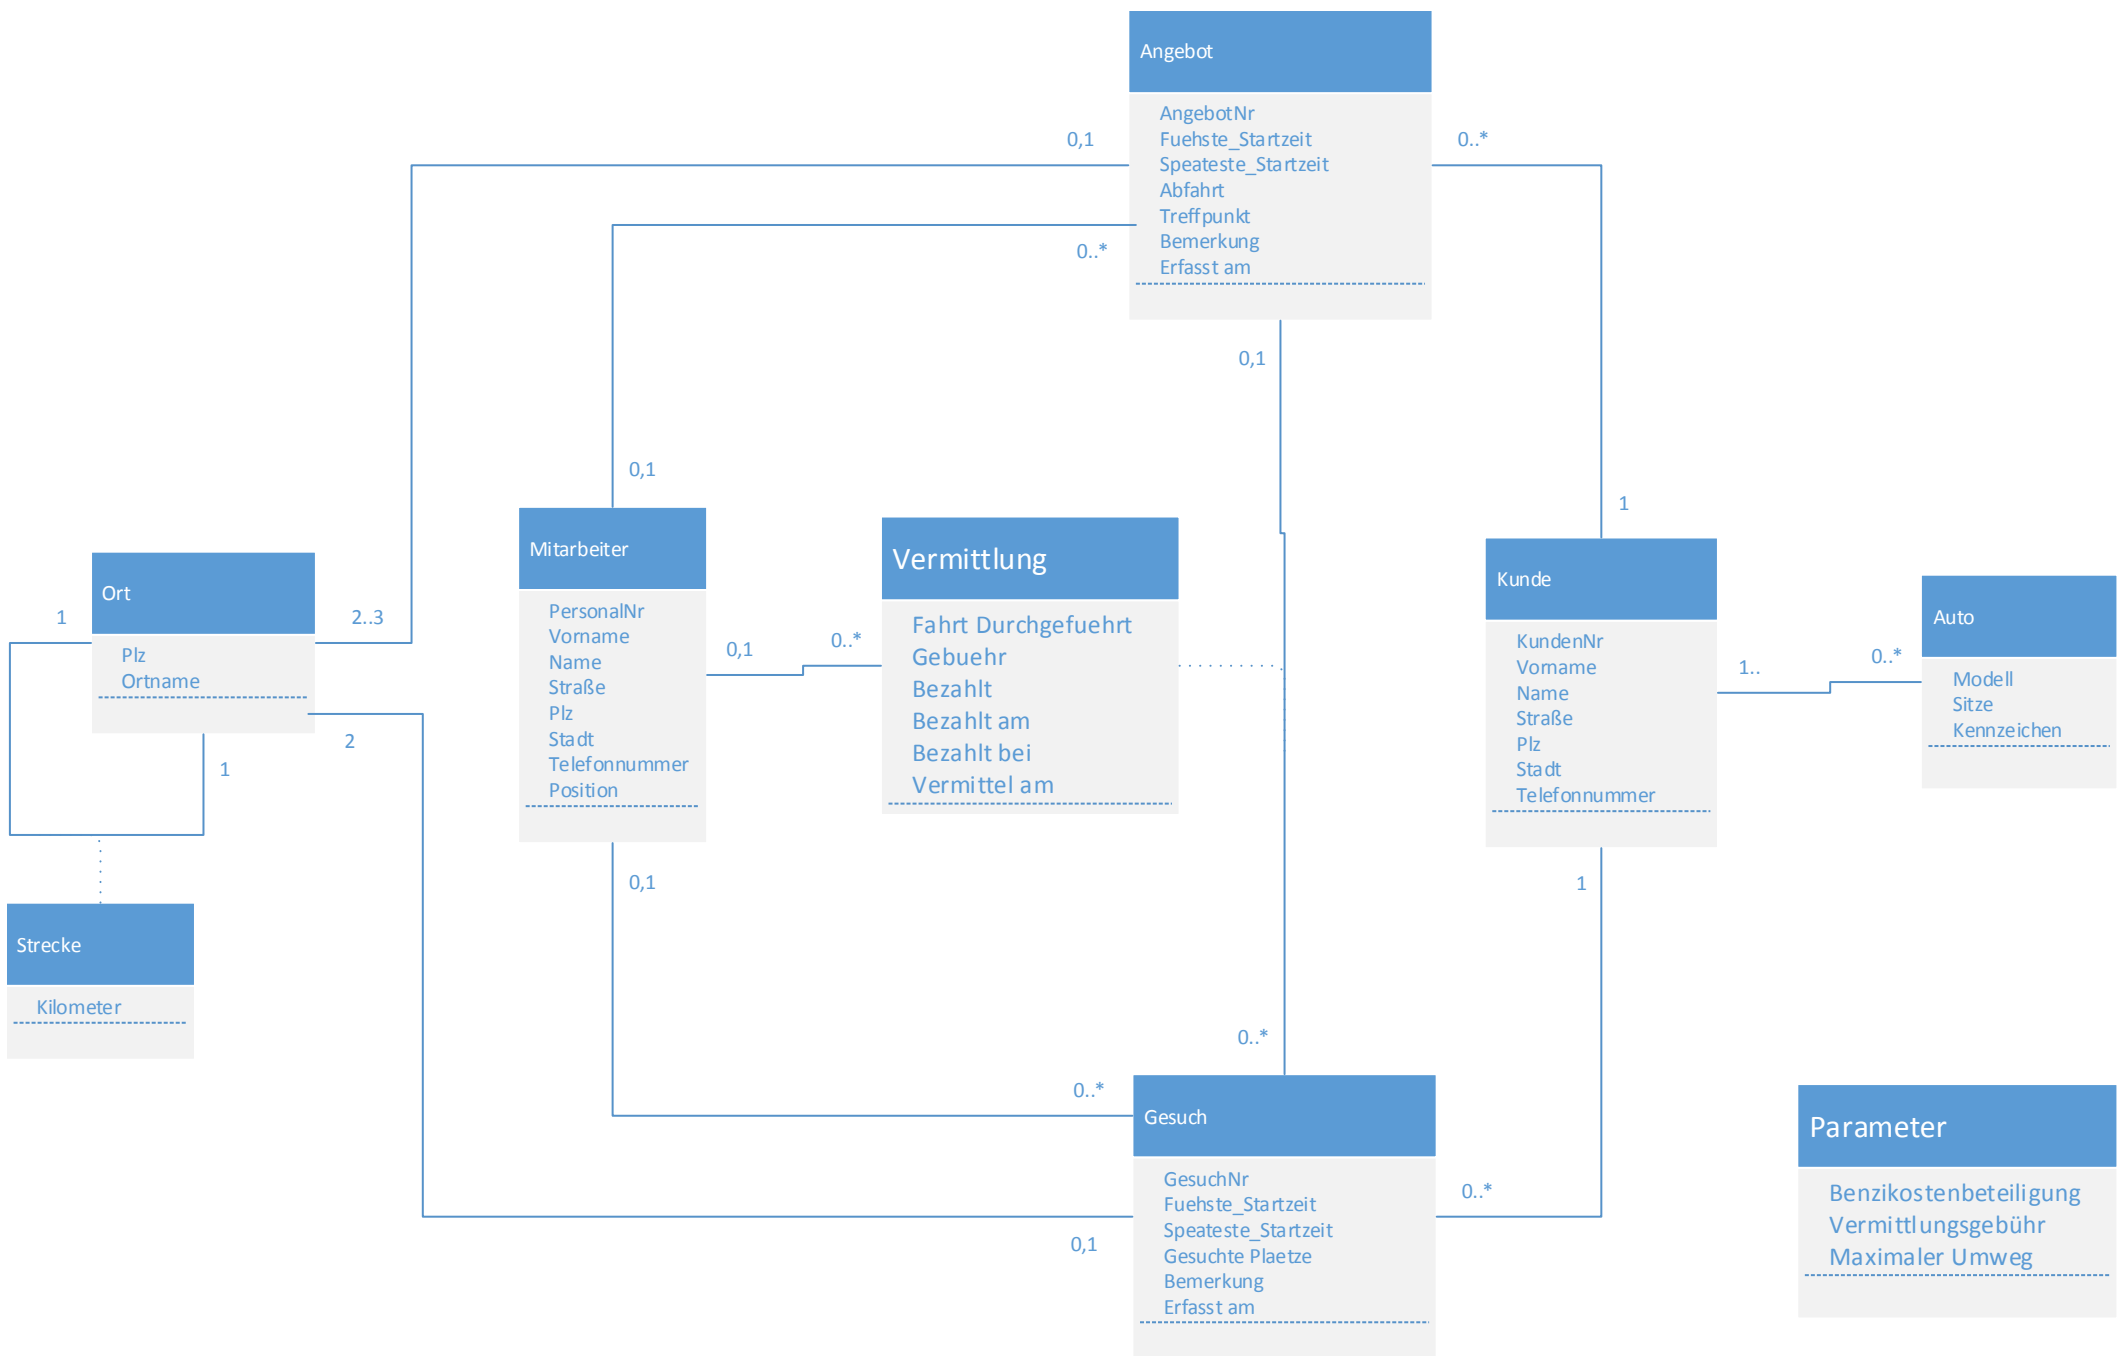 Angebot
AngebotNr
Fuehste_Startzeit
Speateste_Startzeit
Abfahrt
Treffpunkt
Bemerkung
Erfasst am
0,1
0..*
0..*
0,1
0,1
1
Ort
Plz
Ortname
1
2..3
2
1
Mitarbeiter
PersonalNr
Vorname
Name
Straße
Plz
Stadt
Telefonnummer
Position
0,1
0..*
0,1
Vermittlung
Fahrt Durchgefuehrt
Gebuehr
Bezahlt
Bezahlt am
Bezahlt bei
Vermittel am
Kunde
KundenNr
Vorname
Name
Straße
Plz
Stadt
Telefonnummer
1..
0..*
1
Auto
Modell
Sitze
Kennzeichen
Strecke
Kilometer
0..*
0..*
0..*
0,1
Gesuch
GesuchNr
Fuehste_Startzeit
Speateste_Startzeit
Gesuchte Plaetze
Bemerkung
Erfasst am
Parameter
Benzikostenbeteiligung
Vermittlungsgebühr
Maximaler Umweg